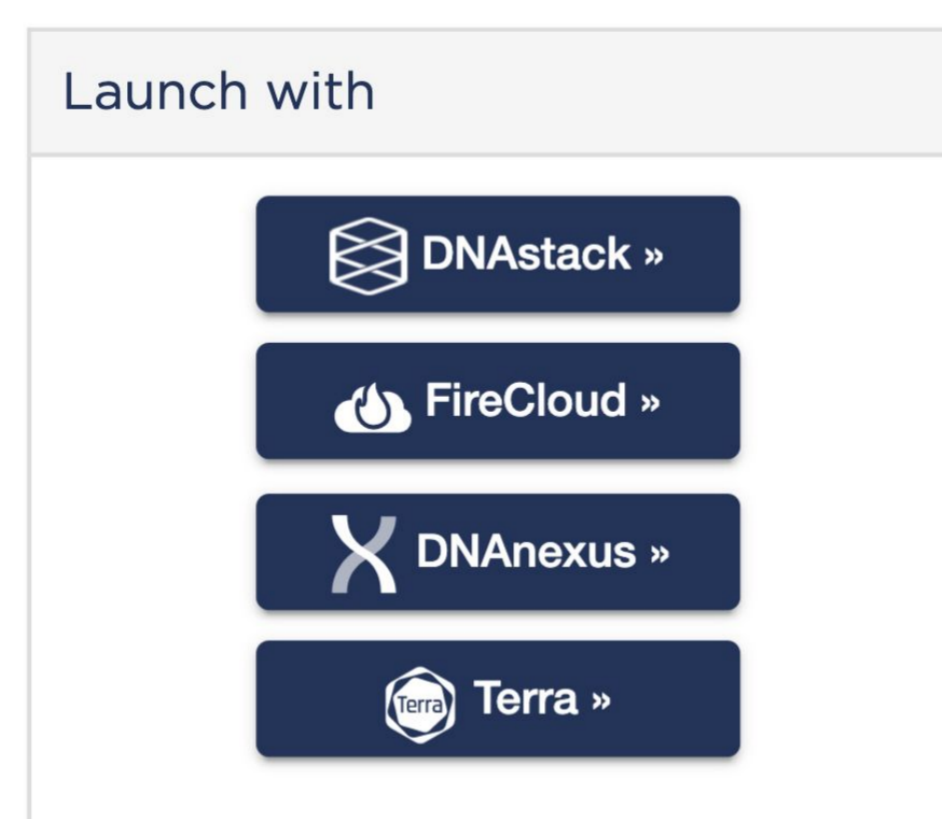 Launch with
DNAstack »
FireCloud »
DNAnexus »
Terra Terra »